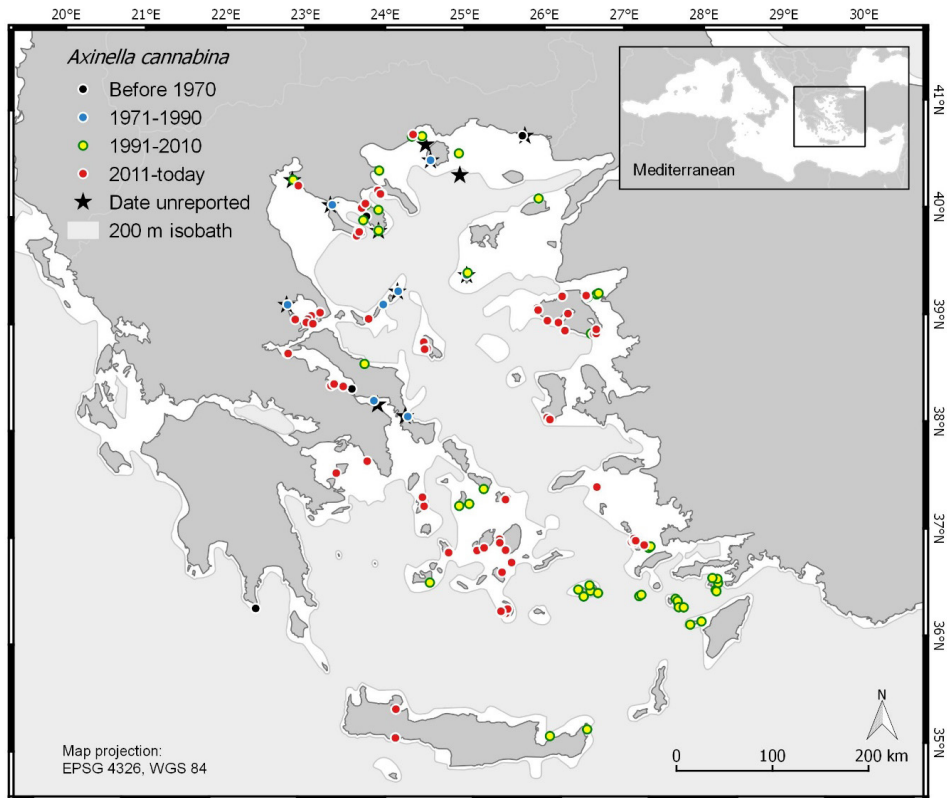 20°E 21°E 22°E 23°E 24°E 25°E 26°E 27°E 28°E 29°E 30°E
Axinella cannabina
Before 1970
1971-1990
1991-2010
2011-today
Date unreported
200 m isobath
Mediterranean
41°N
40°N
39°N
38°N
37°N
36°N
35°N
Map projection:
EPSG 4326, WGS 84
N
0 100 200 km